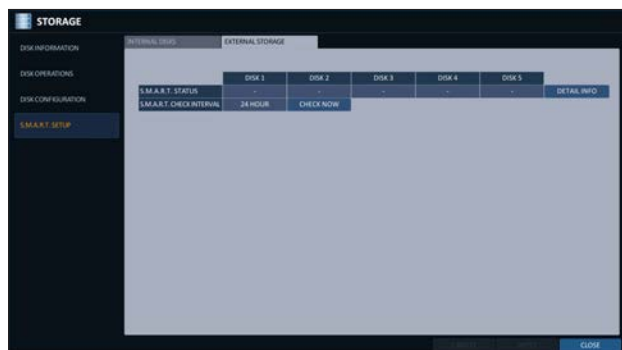 STORAGE
DISK INFORMATION
DISK OPERATIONS
DISK CONFIGURATION
S.M.A.R.T. SETUP
INTERNAL DISKS EXTERNAL STORAGE
DISK 1 DISK 2 DISK 3 DISK 4 DISK 5
S.M.A.R.T. STATUS - - - - - DETAIL INFO
S.M.A.R.T. CHECK INTERVAL 24 HOUR CHECK NOW
CLOSE